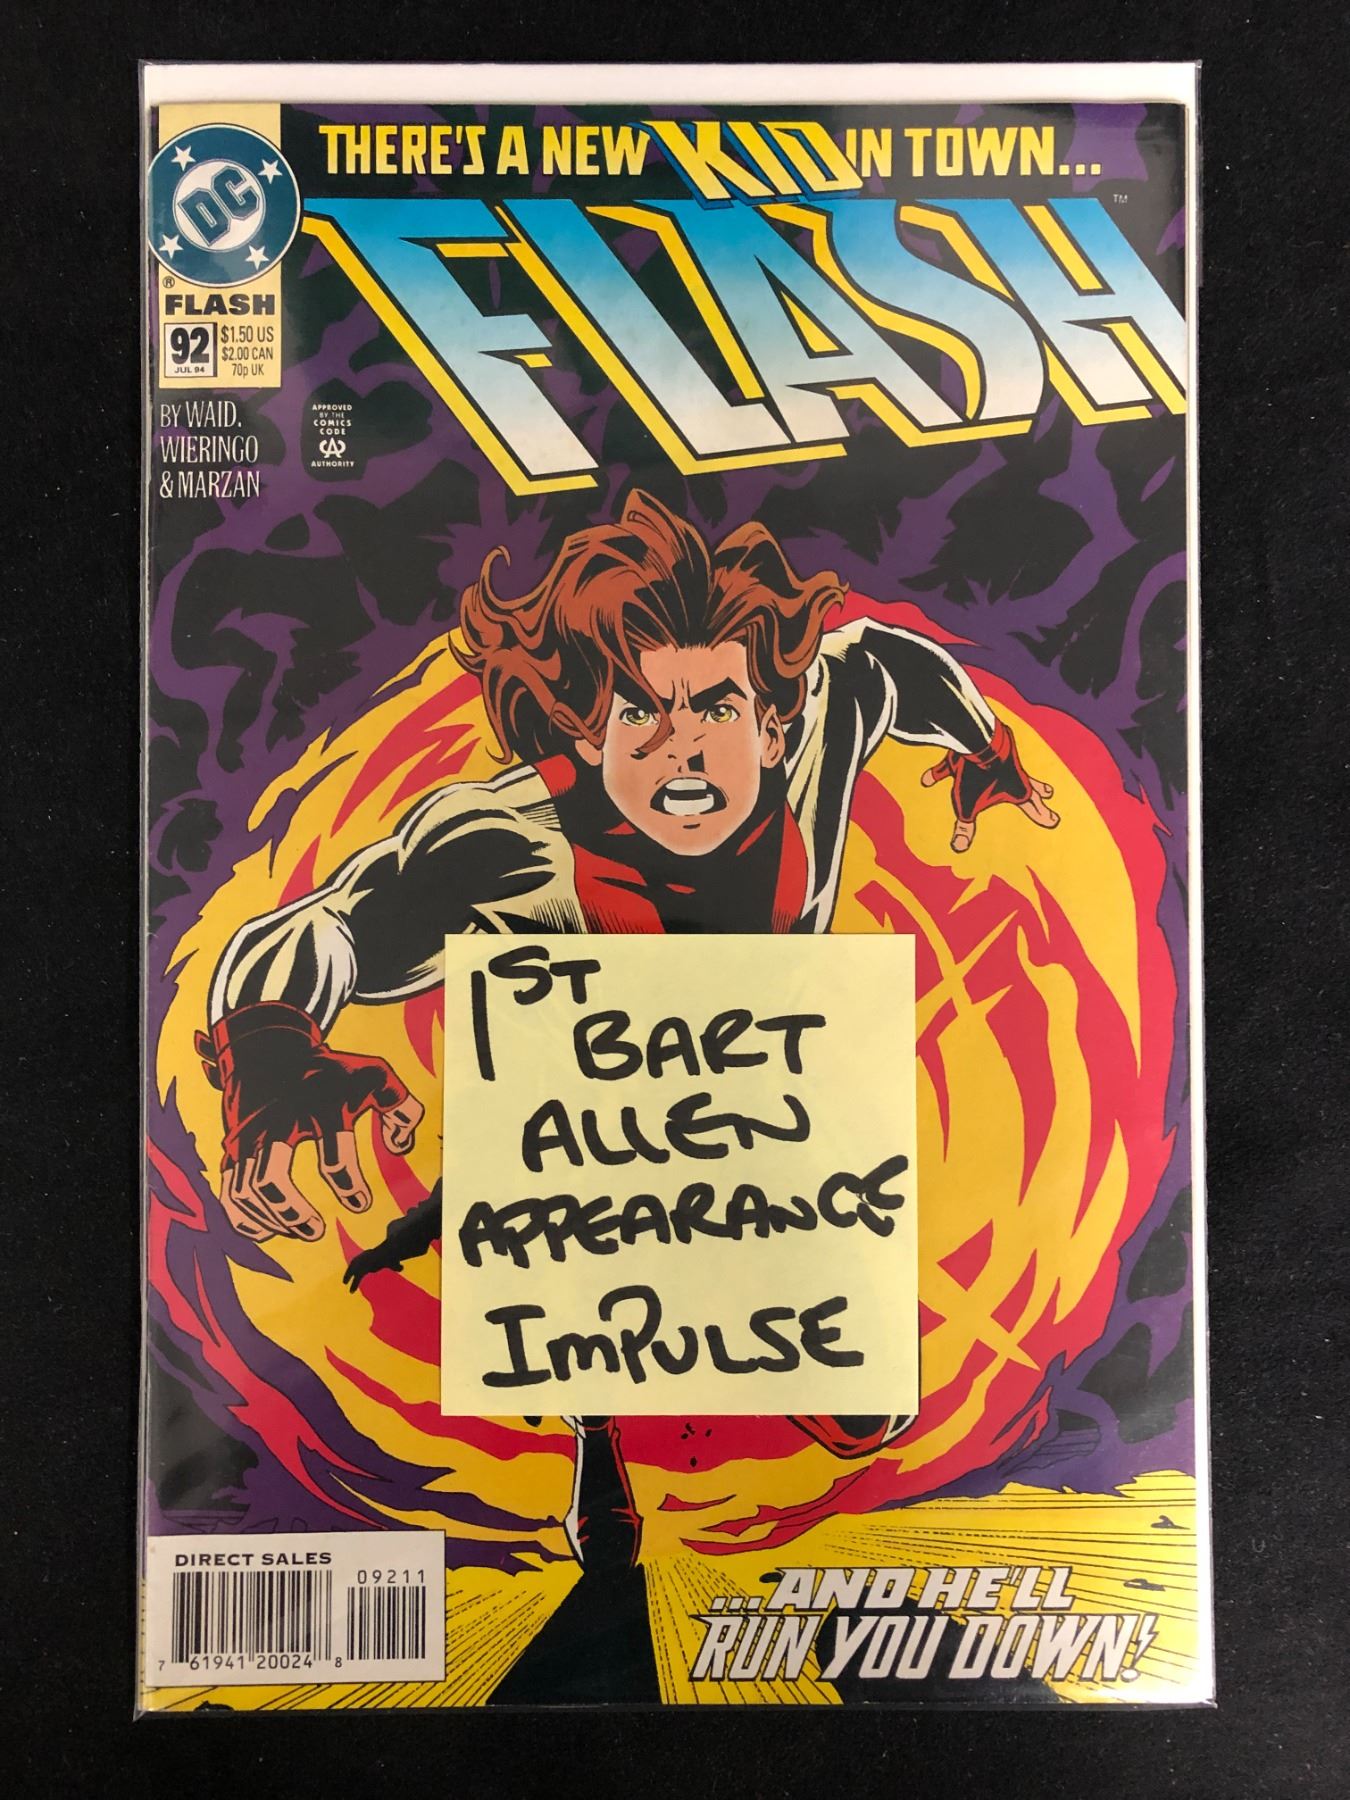 THERE'S A NEW KID IN TOWN...
TM
FLASH
DC
®
FLASH
92
JUL 94
$1.50 US
$2.00 CAN
70p UK
BY WAID.
WIERINGO
& MARZAN
APPROVED
BY THE
COMICS
CODE
CA
AUTHORITY
1ST
BART
ALLEN
APPEARANCE
IMPULSE
DIRECT SALES
09211
7 61941 20024 8
...AND HE'LL
RUN YOU DOWN!